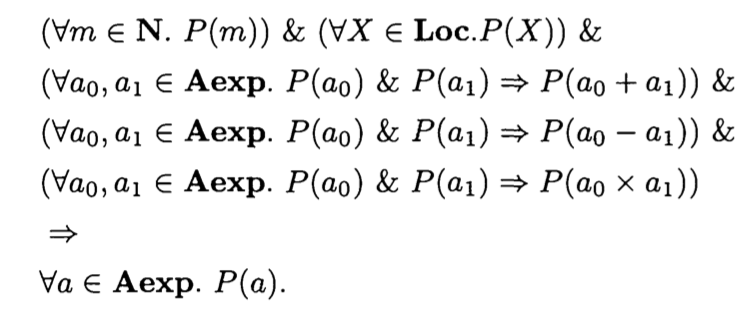 (∀m ∈ N. P(m)) & (∀X ∈ Loc.P(X)) &
(∀a₀, a₁ ∈ Aexp. P(a₀) & P(a₁) ⇒ P(a₀ + a₁)) &
(∀a₀, a₁ ∈ Aexp. P(a₀) & P(a₁) ⇒ P(a₀ − a₁)) &
(∀a₀, a₁ ∈ Aexp. P(a₀) & P(a₁) ⇒ P(a₀ × a₁))
⇒
∀a ∈ Aexp. P(a).